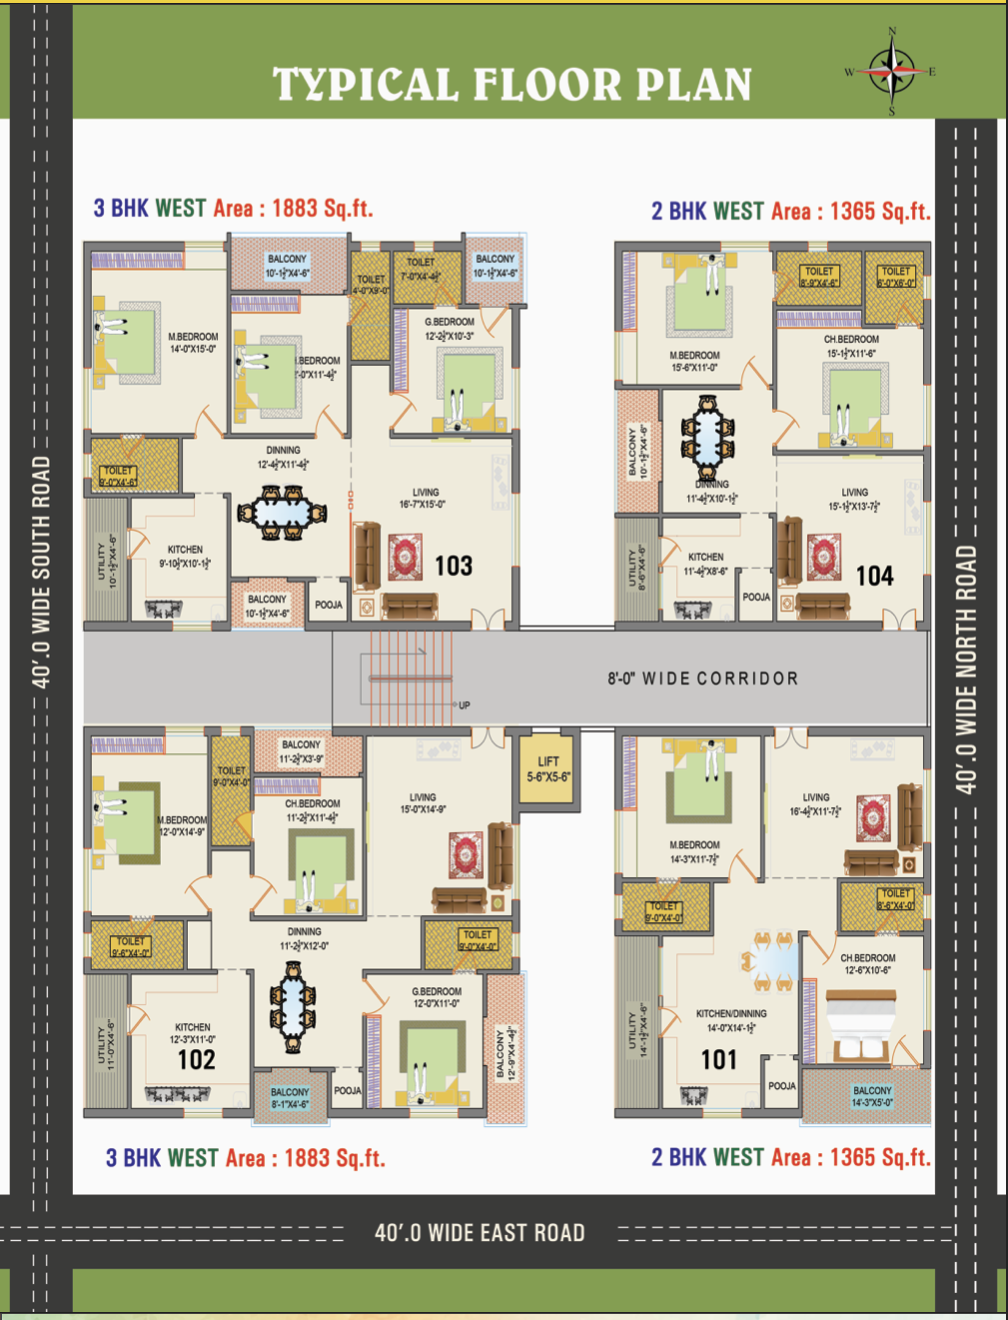 TYPICAL FLOOR PLAN
N
W
E
S
3 BHK WEST Area : 1883 Sq.ft.
2 BHK WEST Area : 1365 Sq.ft.
40'.0 WIDE SOUTH ROAD
40'.0 WIDE NORTH ROAD
BALCONY
10'-1½"X4'-6"
TOILET
4'-0"X9'-0"
TOILET
7'-0"X4'-4½"
BALCONY
10'-1½"X4'-6"
M.BEDROOM
14'-0"X15'-0"
.BEDROOM
'-0"X11'-4½"
G.BEDROOM
12'-2½"X10'-3"
TOILET
9'-0"X4'-6"
DINNING
12'-4½"X11'-4½"
LIVING
16'-7"X15'-0"
UTILITY
10'-1½"X4'-6"
KITCHEN
9'-10½"X10'-1½"
103
BALCONY
10'-1½"X4'-6"
POOJA
TOILET
8'-9"X4'-6"
TOILET
6'-0"X6'-0"
M.BEDROOM
15'-6"X11'-0"
CH.BEDROOM
15'-1½"X11'-6"
BALCONY
10'-1½"X4'-6"
DINNING
11'-4½"X10'-1½"
LIVING
15'-1½"X13'-7½"
UTILITY
8'-6"X4'-6"
KITCHEN
11'-4½"X8'-6"
POOJA
104
8'-0" WIDE CORRIDOR
UP
BALCONY
11'-2½"X3'-9"
TOILET
9'-0"X4'-0"
M.BEDROOM
12'-0"X14'-9"
CH.BEDROOM
11'-2½"X11'-4½"
LIVING
15'-0"X14'-9"
LIFT
5-6"X5-6"
TOILET
9'-6"X4'-0"
DINNING
11'-2½"X12'-0"
TOILET
9'-0"X4'-0"
G.BEDROOM
12'-0"X11'-0"
UTILITY
11'-0"X4'-6"
KITCHEN
12'-3"X11'-0"
102
BALCONY
12'-9"X4'-4½"
BALCONY
8'-1"X4'-6"
POOJA
M.BEDROOM
14'-3"X11'-7½"
LIVING
16'-4½"X11'-7½"
TOILET
9'-0"X4'-0"
TOILET
8'-6"X4'-0"
CH.BEDROOM
12'-6"X10'-6"
UTILITY
14'-1½"X4'-6"
KITCHEN/DINNING
14'-0"X14'-1½"
101
POOJA
BALCONY
14'-3"X5'-0"
3 BHK WEST Area : 1883 Sq.ft.
2 BHK WEST Area : 1365 Sq.ft.
40'.0 WIDE EAST ROAD